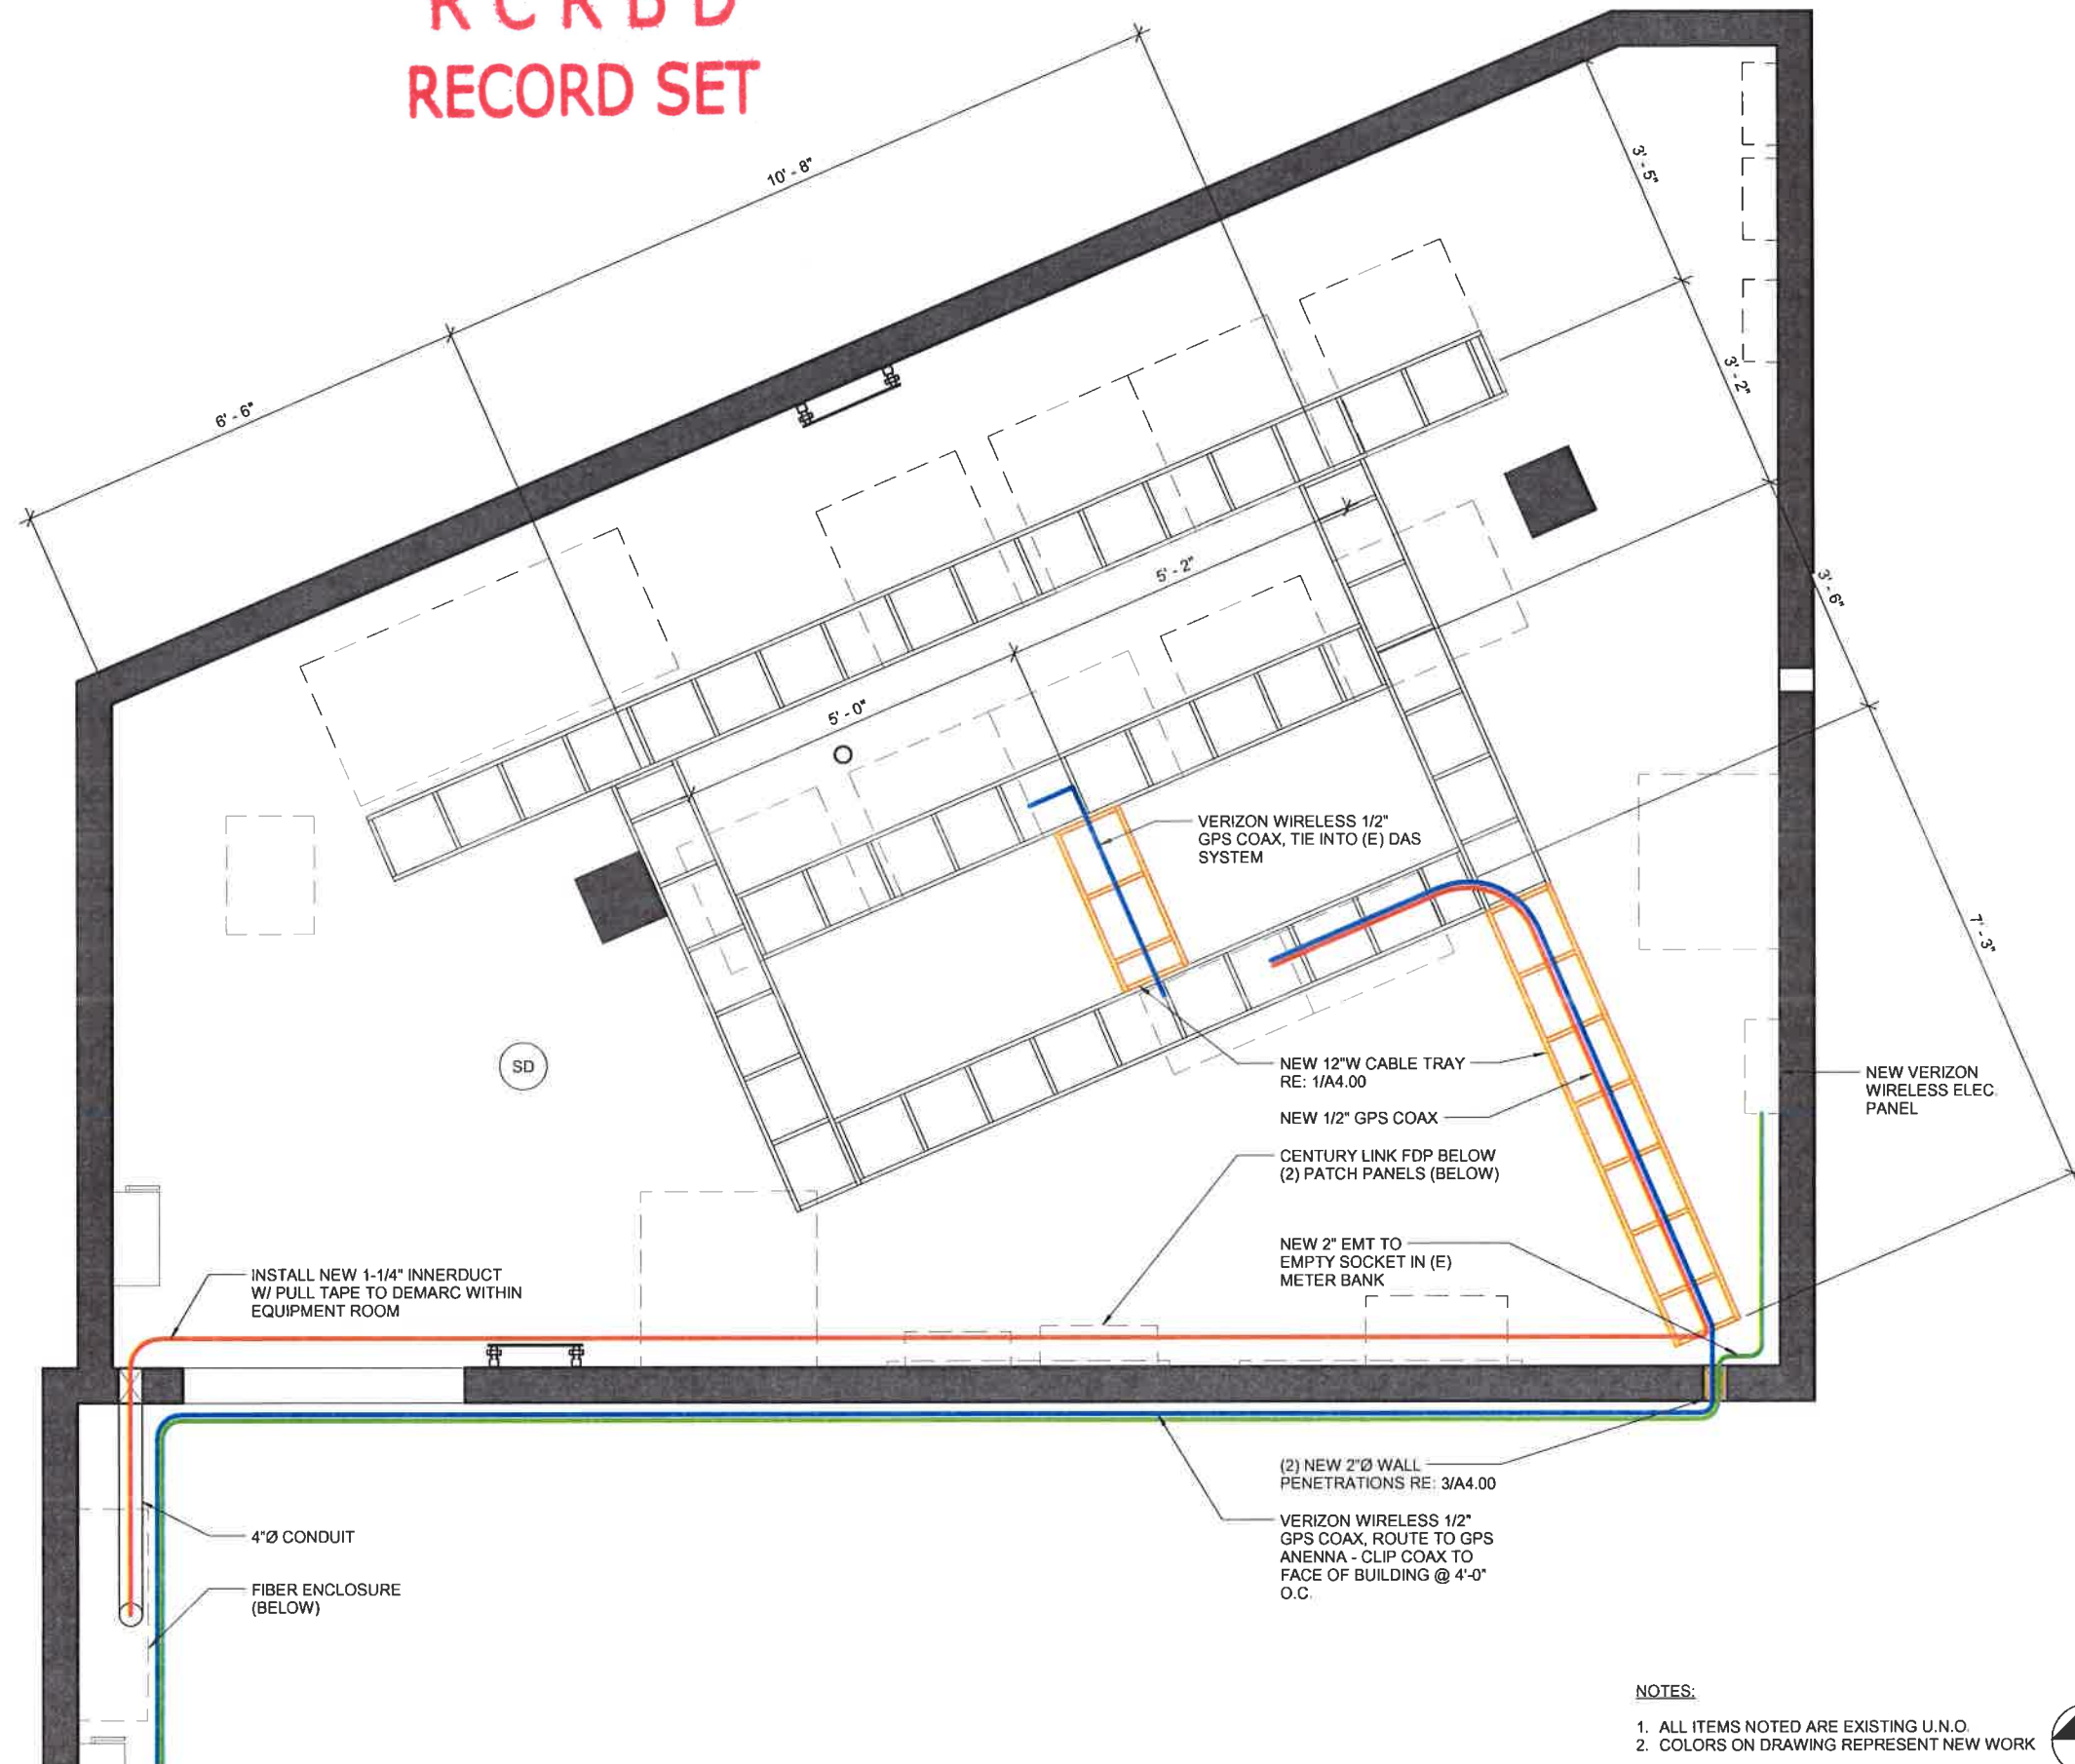 R C R B D
RECORD SET
10' - 8"
6' - 6"
3' - 5"
3' - 2"
3' - 6"
7' - 3"
5' - 2"
5' - 0"
VERIZON WIRELESS 1/2"
GPS COAX, TIE INTO (E) DAS
SYSTEM
SD
NEW 12"W CABLE TRAY
RE: 1/A4.00
NEW 1/2" GPS COAX
CENTURY LINK FDP BELOW
(2) PATCH PANELS (BELOW)
NEW 2" EMT TO
EMPTY SOCKET IN (E)
METER BANK
NEW VERIZON
WIRELESS ELEC.
PANEL
INSTALL NEW 1-1/4" INNERDUCT
W/ PULL TAPE TO DEMARC WITHIN
EQUIPMENT ROOM
(2) NEW 2"Ø WALL
PENETRATIONS RE: 3/A4.00
VERIZON WIRELESS 1/2"
GPS COAX, ROUTE TO GPS
ANENNA - CLIP COAX TO
FACE OF BUILDING @ 4'-0"
O.C.
4"Ø CONDUIT
FIBER ENCLOSURE
(BELOW)
NOTES:
1. ALL ITEMS NOTED ARE EXISTING U.N.O.
2. COLORS ON DRAWING REPRESENT NEW WORK